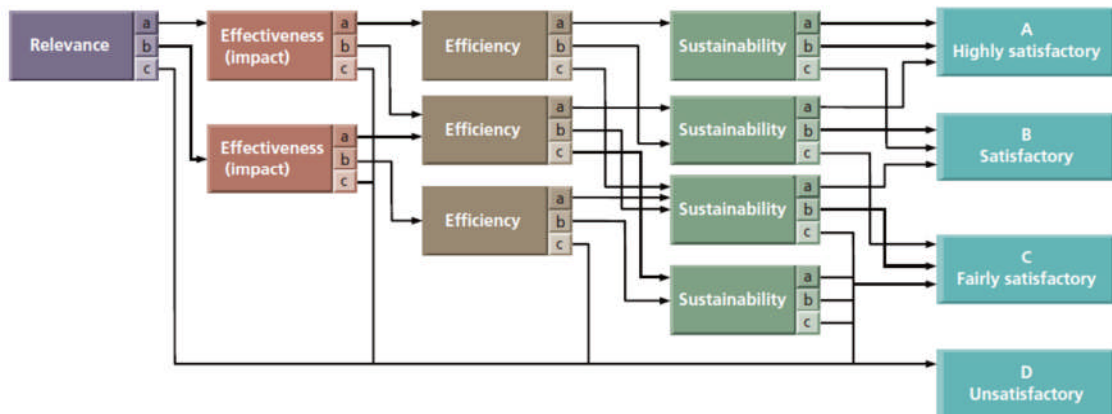 Relevance
a
b
c
Effectiveness
(impact)
a
b
c
Effectiveness
(impact)
a
b
c
Efficiency
a
b
c
Efficiency
a
b
c
Efficiency
a
b
c
Sustainability
a
b
c
Sustainability
a
b
c
Sustainability
a
b
c
Sustainability
a
b
c
A
Highly satisfactory
B
Satisfactory
C
Fairly satisfactory
D
Unsatisfactory